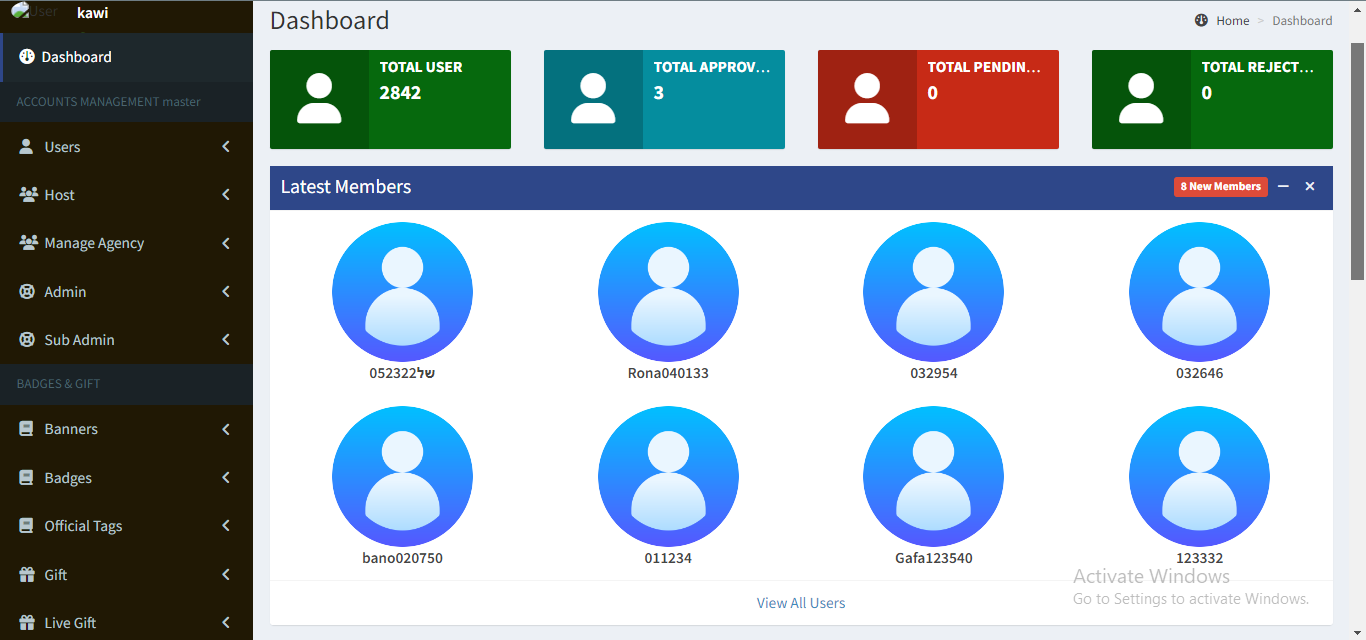 User
kawi
Dashboard
ACCOUNTS MANAGEMENT master
Users
Host
Manage Agency
Admin
Sub Admin
BADGES & GIFT
Banners
Badges
Official Tags
Gift
Live Gift
Dashboard
Home > Dashboard
TOTAL USER
2842
TOTAL APPROV...
3
TOTAL PENDIN...
0
TOTAL REJECT...
0
Latest Members
8 New Members
של052322
Rona040133
032954
032646
bano020750
011234
Gafa123540
123332
View All Users
Activate Windows
Go to Settings to activate Windows.